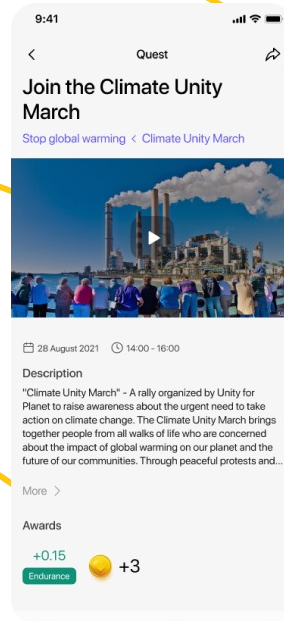 9:41
Quest
Join the Climate Unity
March
Stop global warming < Climate Unity March
28 August 2021 14:00 - 16:00
Description
"Climate Unity March" - A rally organized by Unity for
Planet to raise awareness about the urgent need to take
action on climate change. The Climate Unity March brings
together people from all walks of life who are concerned
about the impact of global warming on our planet and the
future of our communities. Through peaceful protests and...
More >
Awards
+0.15
Endurance
+3